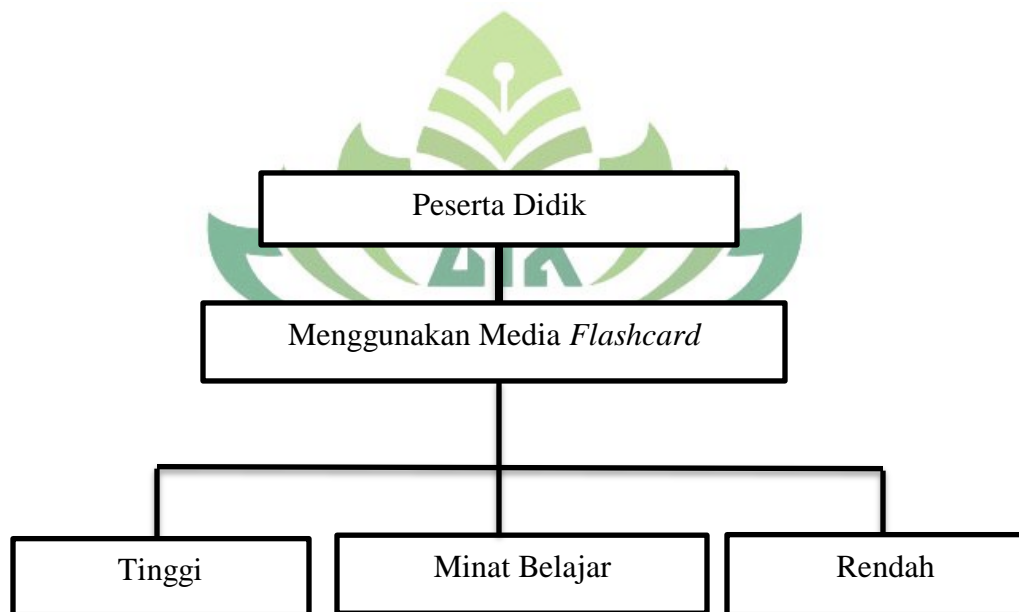 Peserta Didik
Menggunakan Media Flashcard
Tinggi
Minat Belajar
Rendah